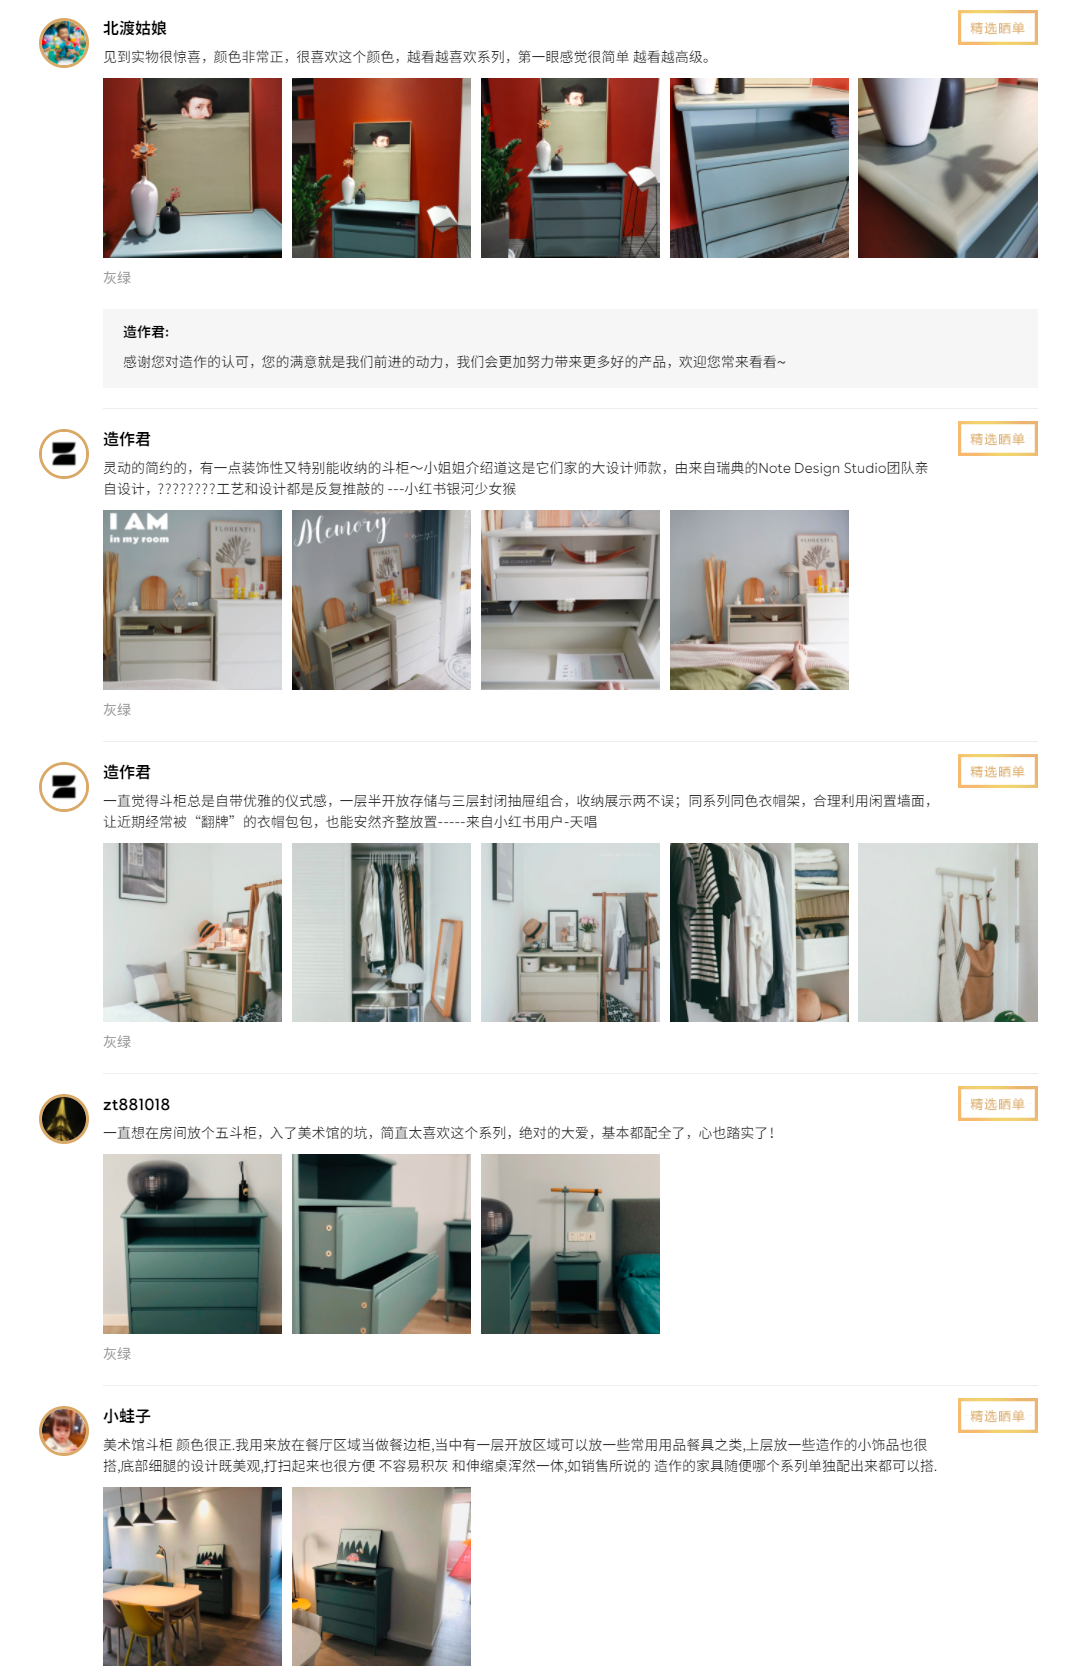 北渡姑娘
精选晒单
见到实物很惊喜，颜色非常正，很喜欢这个颜色，越看越喜欢系列，第一眼感觉很简单 越看越高级。
灰绿
造作君:
感谢您对造作的认可，您的满意就是我们前进的动力，我们会更加努力带来更多好的产品，欢迎您常来看看~
造作君
精选晒单
灵动的简约的，有一点装饰性又特别能收纳的斗柜～小姐姐介绍道这是它们家的大设计师款，由来自瑞典的Note Design Studio团队亲
自设计，????????工艺和设计都是反复推敲的 ---小红书银河少女猴
I AM
in my room
FLORENTIA
Memory
FLORENTIA
灰绿
造作君
精选晒单
一直觉得斗柜总是自带优雅的仪式感，一层半开放存储与三层封闭抽屉组合，收纳展示两不误；同系列同色衣帽架，合理利用闲置墙面，
让近期经常被“翻牌”的衣帽包包，也能安然齐整放置-----来自小红书用户-天唱
灰绿
zt881018
精选晒单
一直想在房间放个五斗柜，入了美术馆的坑，简直太喜欢这个系列，绝对的大爱，基本都配全了，心也踏实了！
灰绿
小蛙子
精选晒单
美术馆斗柜 颜色很正.我用来放在餐厅区域当做餐边柜,当中有一层开放区域可以放一些常用用品餐具之类,上层放一些造作的小饰品也很
搭,底部细腿的设计既美观,打扫起来也很方便 不容易积灰 和伸缩桌浑然一体,如销售所说的 造作的家具随便哪个系列单独配出来都可以搭.